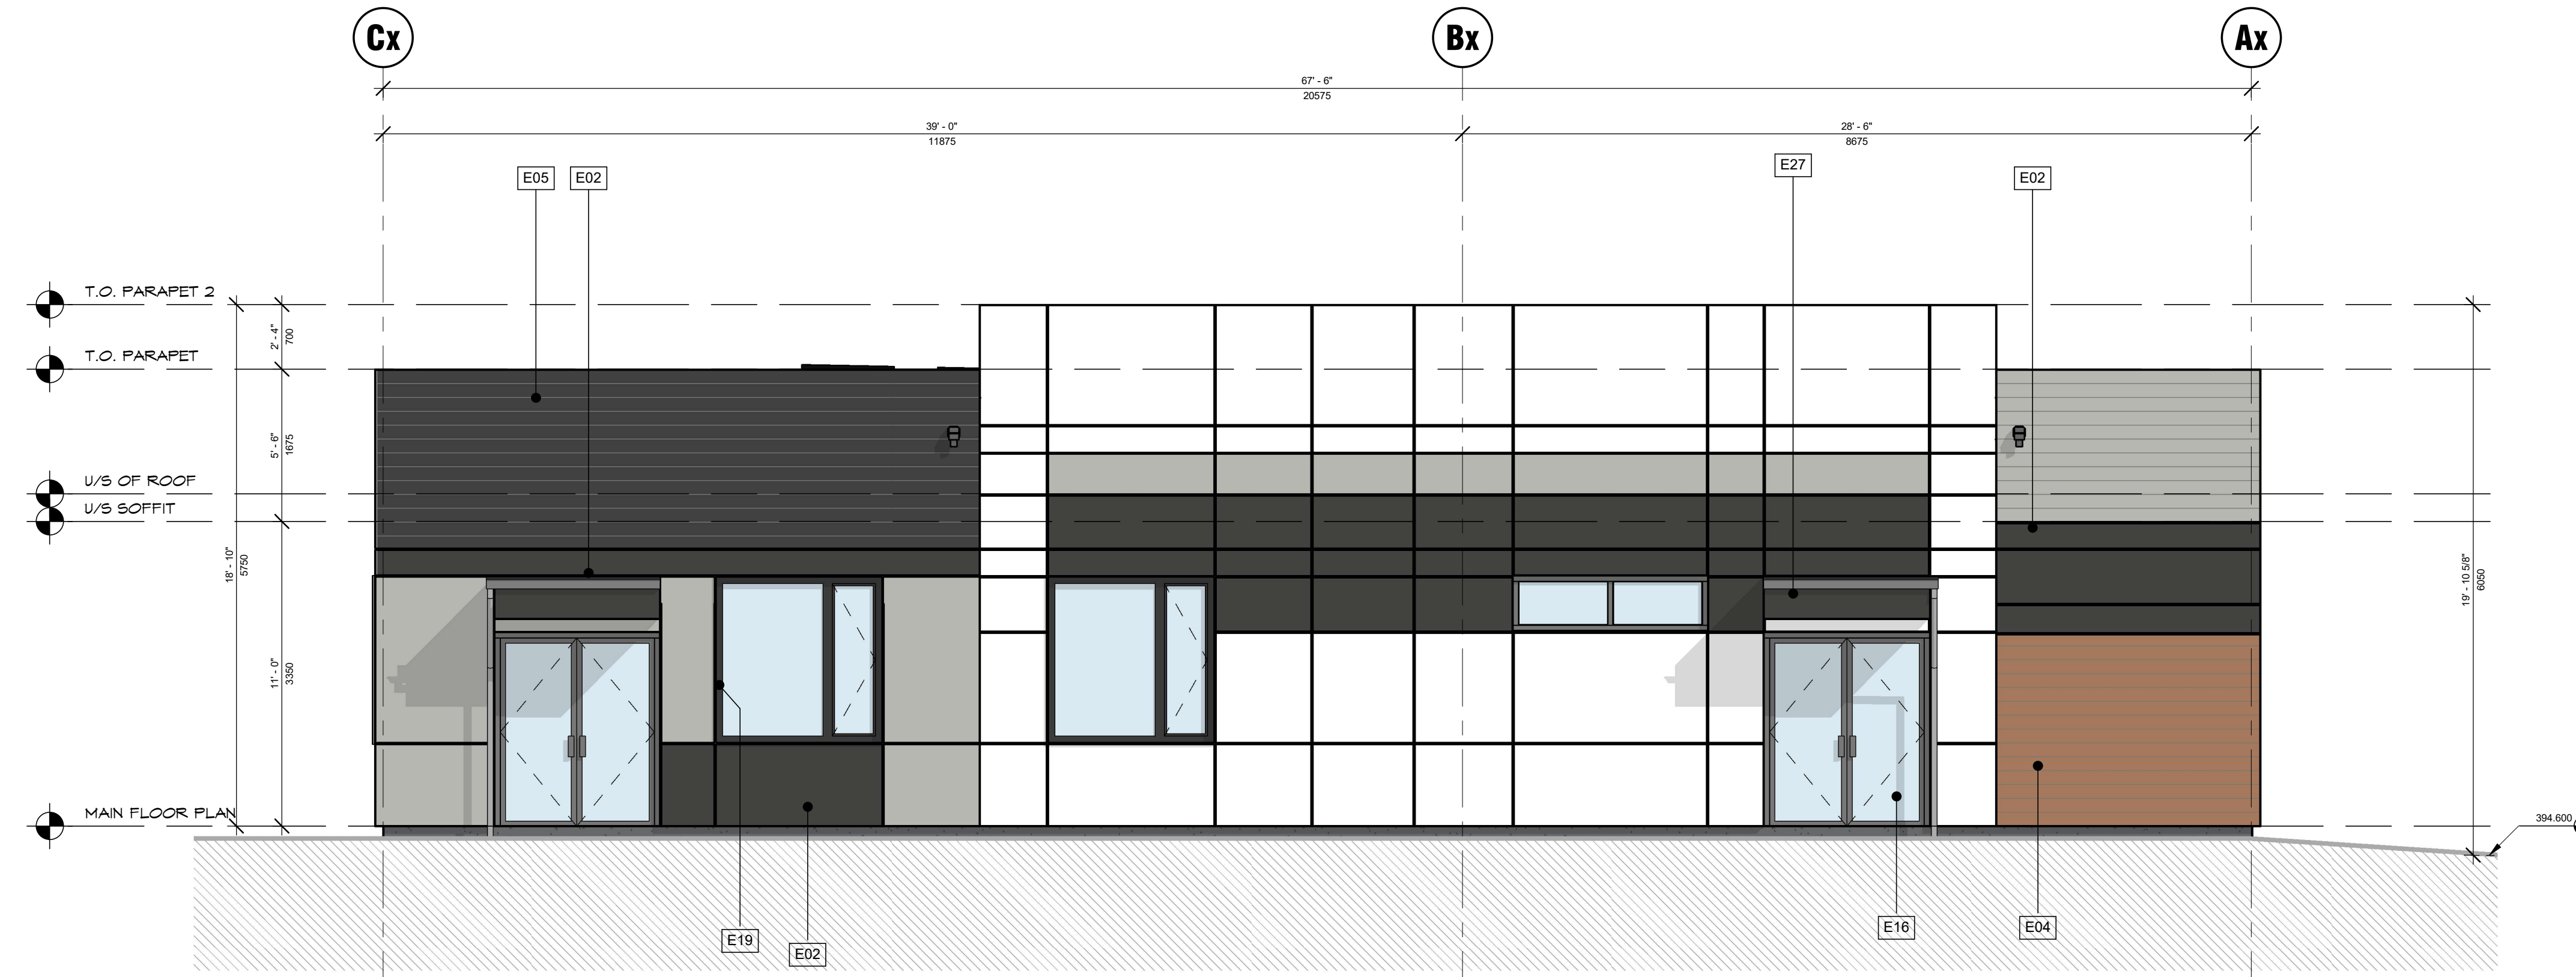 Cx
Bx
Ax
67' - 6"
20575
39' - 0"
11875
28' - 6"
8675
E05
E02
E27
E02
T.O. PARAPET 2
T.O. PARAPET
U/S OF ROOF
U/S SOFFIT
MAIN FLOOR PLAN
2' - 4"
700
5' - 6"
1675
11' - 0"
3350
18' - 10"
5750
19' - 10 5/8"
6050
394.600
E19
E02
E16
E04